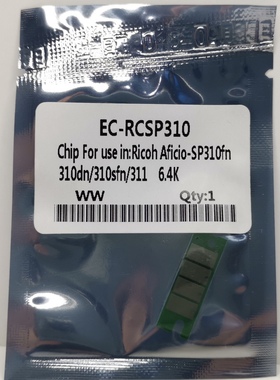 EC-RCSP310
Chip For use in:Ricoh Aficio-SP310fn
310dn/310sfn/311 6.4K
WW Qty:1